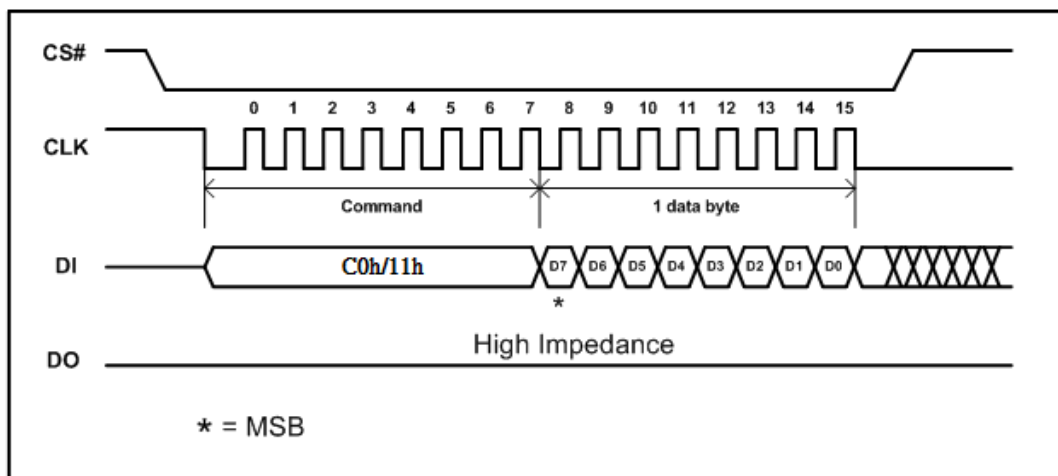 CS#
0 1 2 3 4 5 6 7 8 9 10 11 12 13 14 15
CLK
Command 1 data byte
DI C0h/11h D7 D6 D5 D4 D3 D2 D1 D0
*
High Impedance
DO
* = MSB